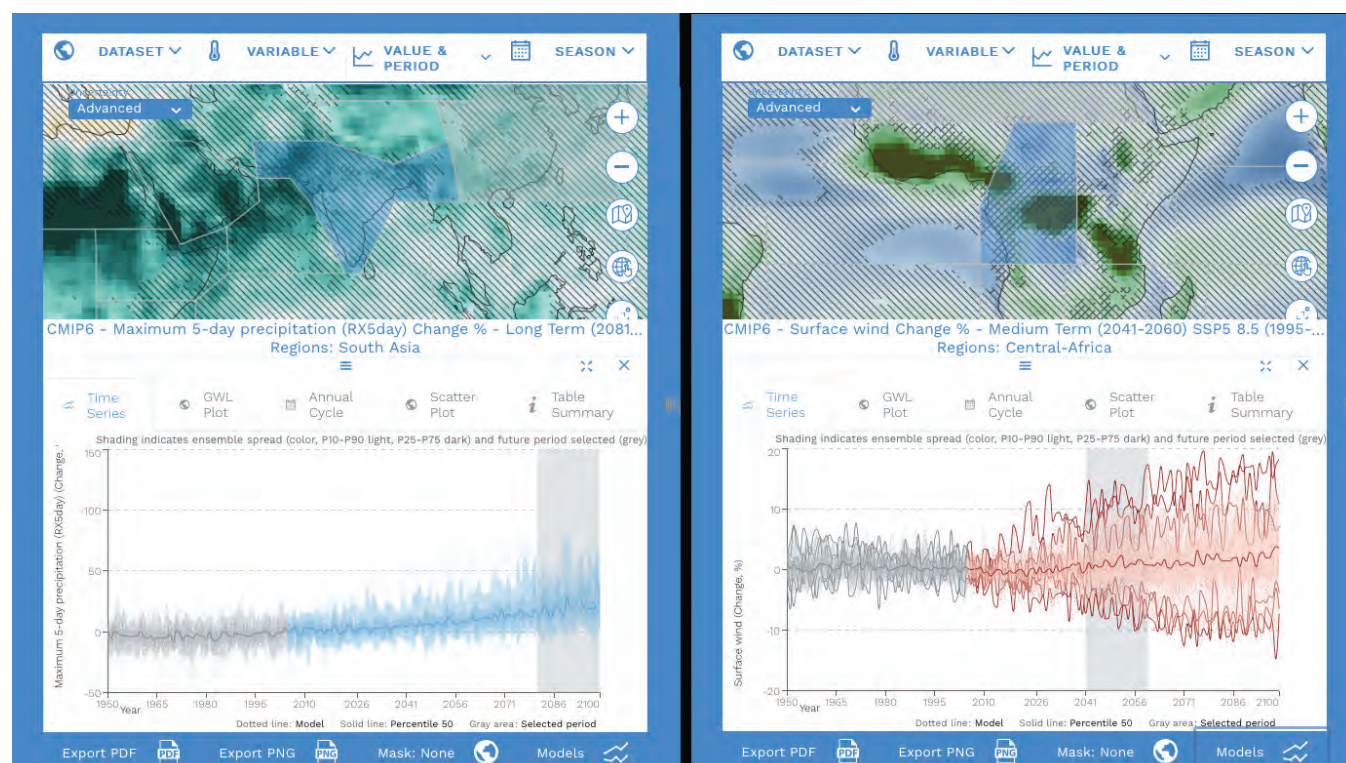 DATASET
VARIABLE
VALUE &
PERIOD
SEASON
Advanced
CMIP6 - Maximum 5-day precipitation (RX5day) Change % - Long Term (2081...
Regions: South Asia
Time
Series
GWL
Plot
Annual
Cycle
Scatter
Plot
Table
Summary
Shading indicates ensemble spread (color, P10-P90 light, P25-P75 dark) and future period selected (grey)
Maximum 5-day precipitation (RX5day) (Change,
150
100
50
0
-50
1950
1965
1980
1995
2010
2026
2041
2056
2071
2086
2100
Year
Dotted line: Model Solid line: Percentile 50 Gray area: Selected period
Export PDF
PDF
Export PNG
PNG
Mask: None
Models
DATASET
VARIABLE
VALUE &
PERIOD
SEASON
Advanced
CMIP6 - Surface wind Change % - Medium Term (2041-2060) SSP5 8.5 (1995-...
Regions: Central-Africa
Time
Series
GWL
Plot
Annual
Cycle
Scatter
Plot
Table
Summary
Shading indicates ensemble spread (color, P10-P90 light, P25-P75 dark) and future period selected (grey)
Surface wind (Change, %)
20
10
0
-10
-20
1950
1965
1980
1995
2010
2026
2041
2056
2071
2086
2100
Year
Dotted line: Model Solid line: Percentile 50 Gray area: Selected period
Export PDF
PDF
Export PNG
PNG
Mask: None
Models